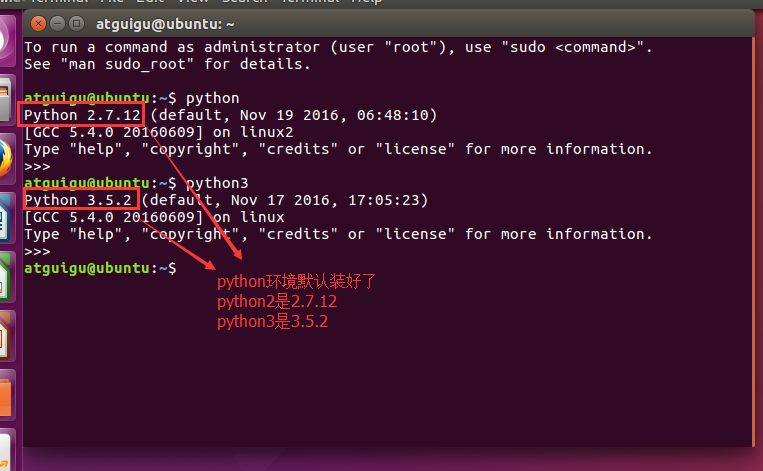 atguigu@ubuntu: ~
To run a command as administrator (user "root"), use "sudo <command>".
See "man sudo_root" for details.
atguigu@ubuntu:~$ python
Python 2.7.12 (default, Nov 19 2016, 06:48:10)
[GCC 5.4.0 20160609] on linux2
Type "help", "copyright", "credits" or "license" for more information.
>>>
atguigu@ubuntu:~$ python3
Python 3.5.2 (default, Nov 17 2016, 17:05:23)
[GCC 5.4.0 20160609] on linux
Type "help", "copyright", "credits" or "license" for more information.
>>>
atguigu@ubuntu:~$
python环境默认装好了
python2是2.7.12
python3是3.5.2